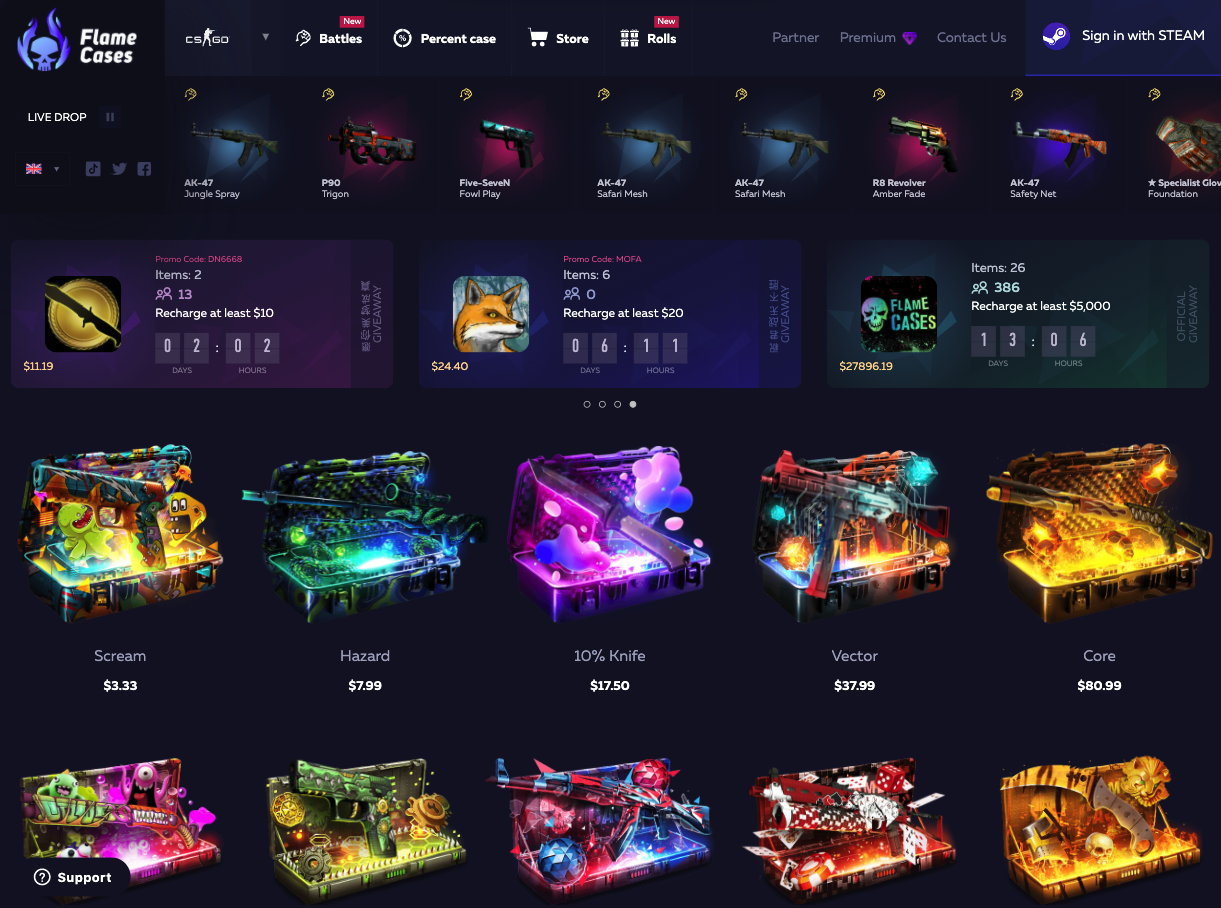 Flame
Cases
CS GO
New
Battles
Percent case
Store
New
Rolls
Partner
Premium
Contact Us
Sign in with STEAM
LIVE DROP
AK-47
Jungle Spray
P90
Trigon
Five-SeveN
Fowl Play
AK-47
Safari Mesh
AK-47
Safari Mesh
R8 Revolver
Amber Fade
AK-47
Safety Net
★ Specialist Glov
Foundation
Promo Code: DN6668
Items: 2
13
Recharge at least $10
0 2 : 0 2
DAYS
HOURS
$11.19
GIVEAWAY
Promo Code: MOFA
Items: 6
0
Recharge at least $20
0 6 : 1 1
DAYS
HOURS
$24.40
GIVEAWAY
FLAME
CASES
Items: 26
386
Recharge at least $5,000
1 3 : 0 6
DAYS
HOURS
$27896.19
OFFICIAL
GIVEAWAY
Scream
$3.33
Hazard
$7.99
10% Knife
$17.50
Vector
$37.99
Core
$80.99
Support